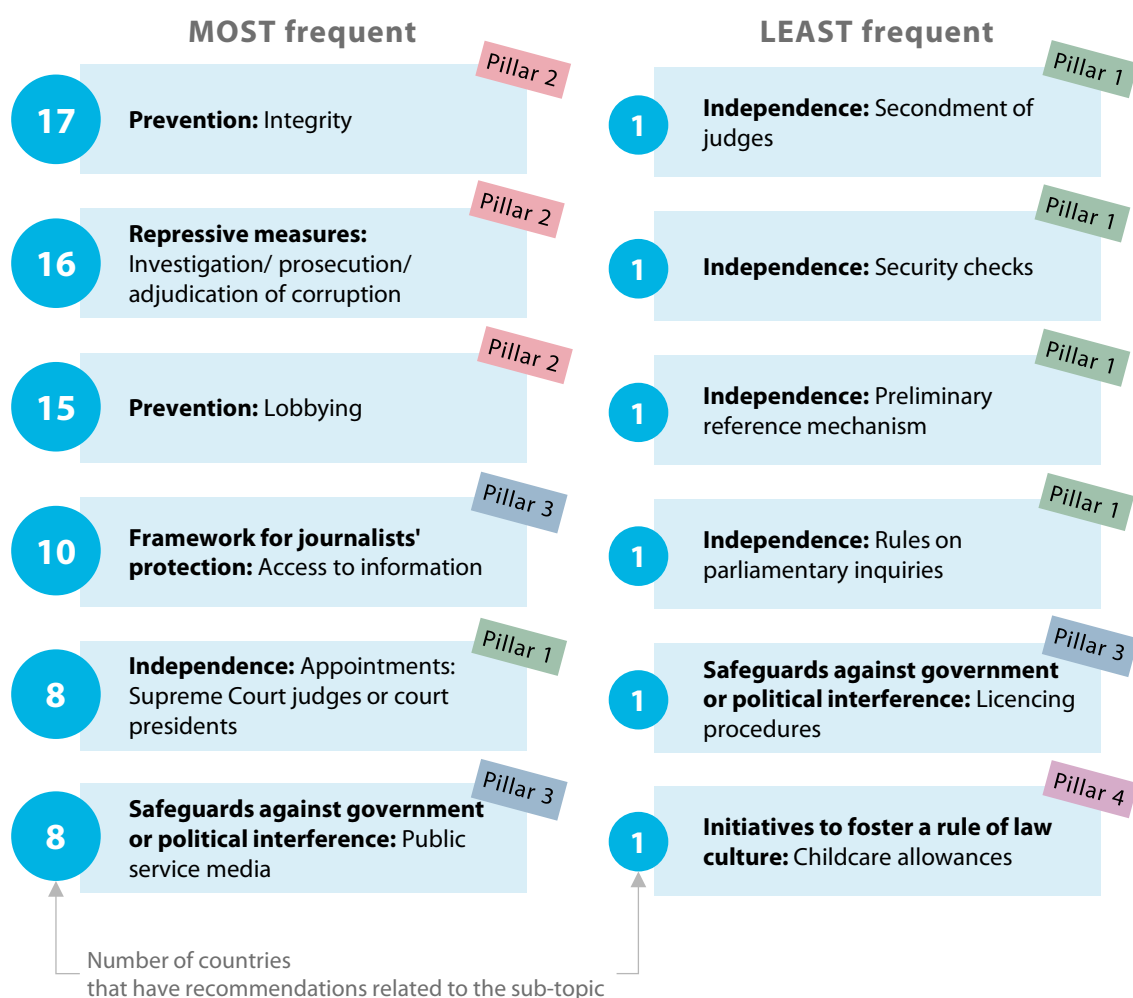 MOST frequent
Pillar 2
17
Prevention: Integrity
Pillar 2
16
Repressive measures:
Investigation/ prosecution/
adjudication of corruption
Pillar 2
15
Prevention: Lobbying
Pillar 3
10
Framework for journalists'
protection: Access to information
Pillar 1
8
Independence: Appointments:
Supreme Court judges or court
presidents
Pillar 3
8
Safeguards against government
or political interference: Public
service media
LEAST frequent
Pillar 1
1
Independence: Secondment of
judges
Pillar 1
1
Independence: Security checks
Pillar 1
1
Independence: Preliminary
reference mechanism
Pillar 1
1
Independence: Rules on
parliamentary inquiries
Pillar 3
1
Safeguards against government
or political interference: Licencing
procedures
Pillar 4
1
Initiatives to foster a rule of law
culture: Childcare allowances
Number of countries
that have recommendations related to the sub-topic